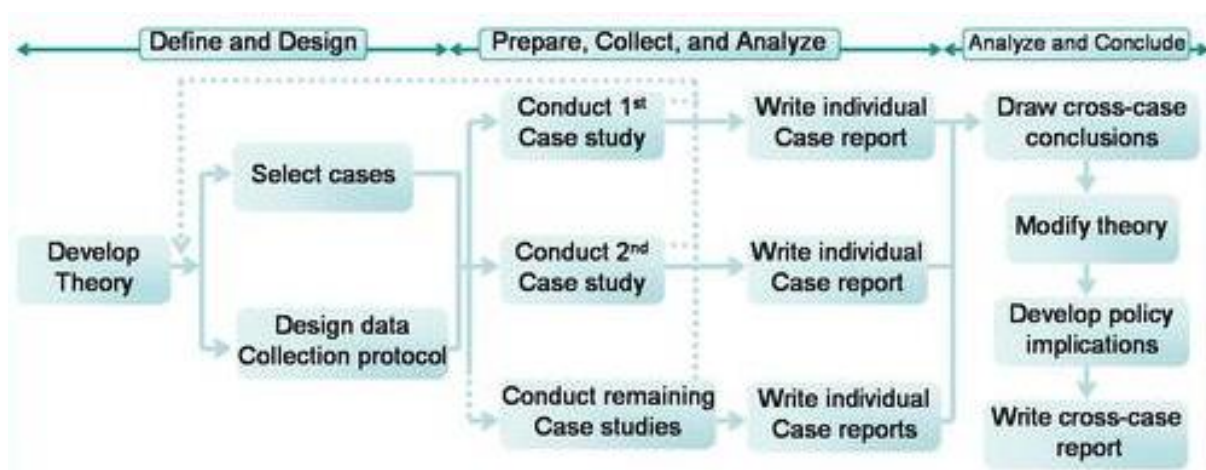 Define and Design
Prepare, Collect, and Analyze
Analyze and Conclude
Develop
Theory
Select cases
Design data
Collection protocol
Conduct 1st
Case study
Conduct 2nd
Case study
Conduct remaining
Case studies
Write individual
Case report
Write individual
Case report
Write individual
Case reports
Draw cross-case
conclusions
Modify theory
Develop policy
implications
Write cross-case
report